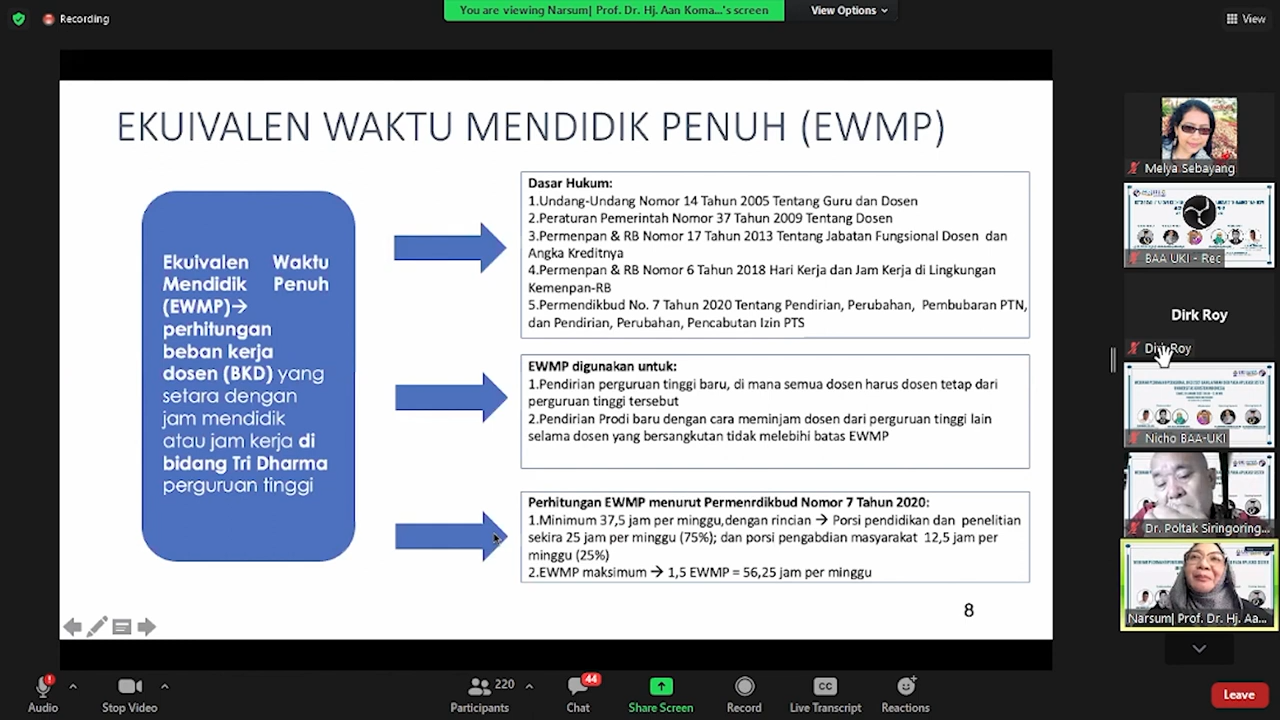 Recording
You are viewing Narsum| Prof. Dr. Hj. Aan Koma...'s screen
View Options
View
EKUIVALEN WAKTU MENDIDIK PENUH (EWMP)
Ekuivalen Waktu
Mendidik Penuh
(EWMP)→
perhitungan
beban kerja
dosen (BKD) yang
setara dengan
jam mendidik
atau jam kerja di
bidang Tri Dharma
perguruan tinggi
Dasar Hukum:
1.Undang-Undang Nomor 14 Tahun 2005 Tentang Guru dan Dosen
2.Peraturan Pemerintah Nomor 37 Tahun 2009 Tentang Dosen
3.Permenpan & RB Nomor 17 Tahun 2013 Tentang Jabatan Fungsional Dosen dan
Angka Kreditnya
4.Permenpan & RB Nomor 6 Tahun 2018 Hari Kerja dan Jam Kerja di Lingkungan
Kemenpan-RB
5.Permendikbud No. 7 Tahun 2020 Tentang Pendirian, Perubahan, Pembubaran PTN,
dan Pendirian, Perubahan, Pencabutan Izin PTS
EWMP digunakan untuk:
1.Pendirian perguruan tinggi baru, di mana semua dosen harus dosen tetap dari
perguruan tinggi tersebut
2.Pendirian Prodi baru dengan cara meminjam dosen dari perguruan tinggi lain
selama dosen yang bersangkutan tidak melebihi batas EWMP
Perhitungan EWMP menurut Permenrdikbud Nomor 7 Tahun 2020:
1.Minimum 37,5 jam per minggu,dengan rincian → Porsi pendidikan dan penelitian
sekira 25 jam per minggu (75%); dan porsi pengabdian masyarakat 12,5 jam per
minggu (25%)
2.EWMP maksimum → 1,5 EWMP = 56,25 jam per minggu
8
Melya Sebayang
BAA UKI - Rec
Dirk Roy
Dirk Roy
Nicho BAA-UKI
Dr. Poltak Siringoring...
Narsum| Prof. Dr. Hj. Aa...
Audio
Stop Video
220
Participants
44
Chat
Share Screen
Record
CC
Live Transcript
Reactions
Leave